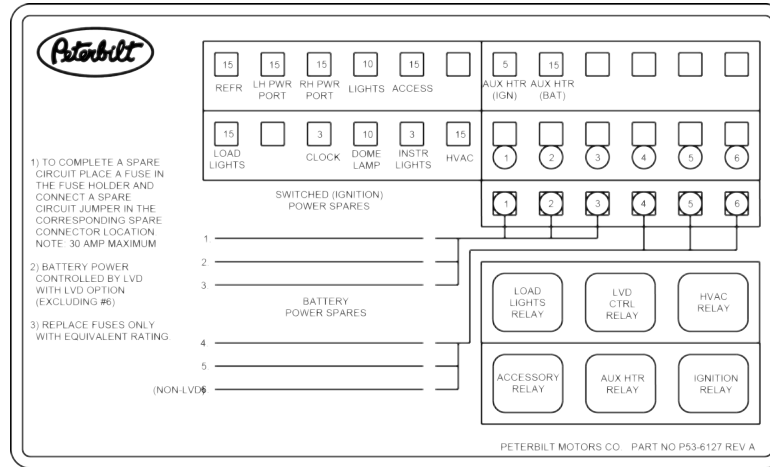 Peterbilt
15 15 15 10 15
REFR LH PWR PORT RH PWR PORT LIGHTS ACCESS
5 15
AUX HTR (IGN) AUX HTR (BAT)
15 3 10 3 15
LOAD LIGHTS CLOCK DOME LAMP INSTR LIGHTS HVAC
1 2 3 4 5 6
1 2 3 4 5 6
1) TO COMPLETE A SPARE
CIRCUIT PLACE A FUSE IN
THE FUSE HOLDER AND
CONNECT A SPARE
CIRCUIT JUMPER IN THE
CORRESPONDING SPARE
CONNECTOR LOCATION
NOTE: 30 AMP MAXIMUM
2) BATTERY POWER
CONTROLLED BY LVD
WITH LVD OPTION
(EXCLUDING #6)
3) REPLACE FUSES ONLY
WITH EQUIVALENT RATING.
SWITCHED (IGNITION)
POWER SPARES
1
2
3
BATTERY
POWER SPARES
4
5
(NON-LVD) 6
LOAD LIGHTS RELAY
LVD CTRL RELAY
HVAC RELAY
ACCESSORY RELAY
AUX HTR RELAY
IGNITION RELAY
PETERBILT MOTORS CO. PART NO P53-6127 REV A